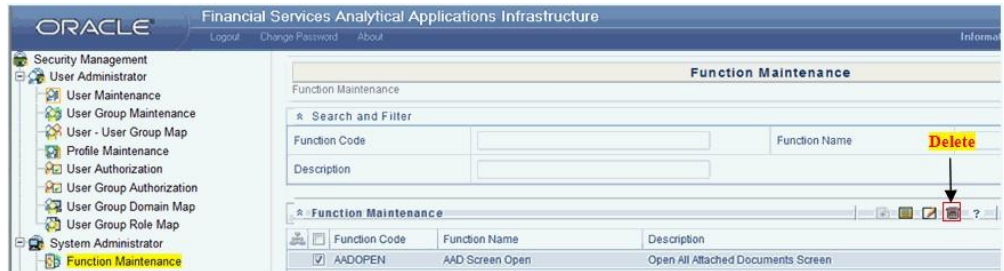 ORACLE
Financial Services Analytical Applications Infrastructure
Logout Change Password About
Security Management
User Administrator
User Maintenance
User Group Maintenance
User - User Group Map
Profile Maintenance
User Authorization
User Group Authorization
User Group Domain Map
User Group Role Map
System Administrator
Function Maintenance
Function Maintenance
Function Maintenance
Search and Filter
Function Code Function Name
Delete
Description
Function Maintenance ?
Function Code Function Name Description
AADOPEN AAD Screen Open Open All Attached Documents Screen